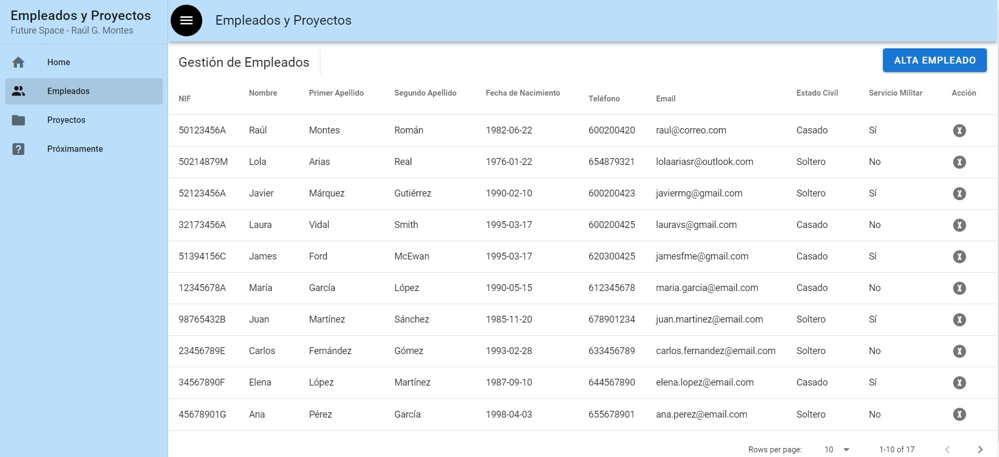 Empleados y Proyectos
Future Space - Raúl G. Montes
Home
Empleados
Proyectos
Próximamente
Empleados y Proyectos
Gestión de Empleados
ALTA EMPLEADO
NIF Nombre Primer Apellido Segundo Apellido Fecha de Nacimiento Teléfono Email Estado Civil Servicio Militar Acción
50123456A Raúl Montes Román 1982-06-22 600200420 raul@correo.com Casado Sí X
50214879M Lola Arias Real 1976-01-22 654879321 lolaariasr@outlook.com Soltero No X
52123456A Javier Márquez Gutiérrez 1990-02-10 600200423 javiermg@gmail.com Soltero Sí X
32173456A Laura Vidal Smith 1995-03-17 600200425 lauravs@gmail.com Casado No X
51394156C James Ford McEwan 1995-03-17 620300425 jamesfme@gmail.com Casado Sí X
12345678A María García López 1990-05-15 612345678 maria.garcia@email.com Casado No X
98765432B Juan Martínez Sánchez 1985-11-20 678901234 juan.martinez@email.com Soltero Sí X
23456789E Carlos Fernández Gómez 1993-02-28 633456789 carlos.fernandez@email.com Soltero No X
34567890F Elena López Martínez 1987-09-10 644567890 elena.lopez@email.com Casado Sí X
45678901G Ana Pérez García 1998-04-03 655678901 ana.perez@email.com Soltero No X
Rows per page: 10 1-10 of 17